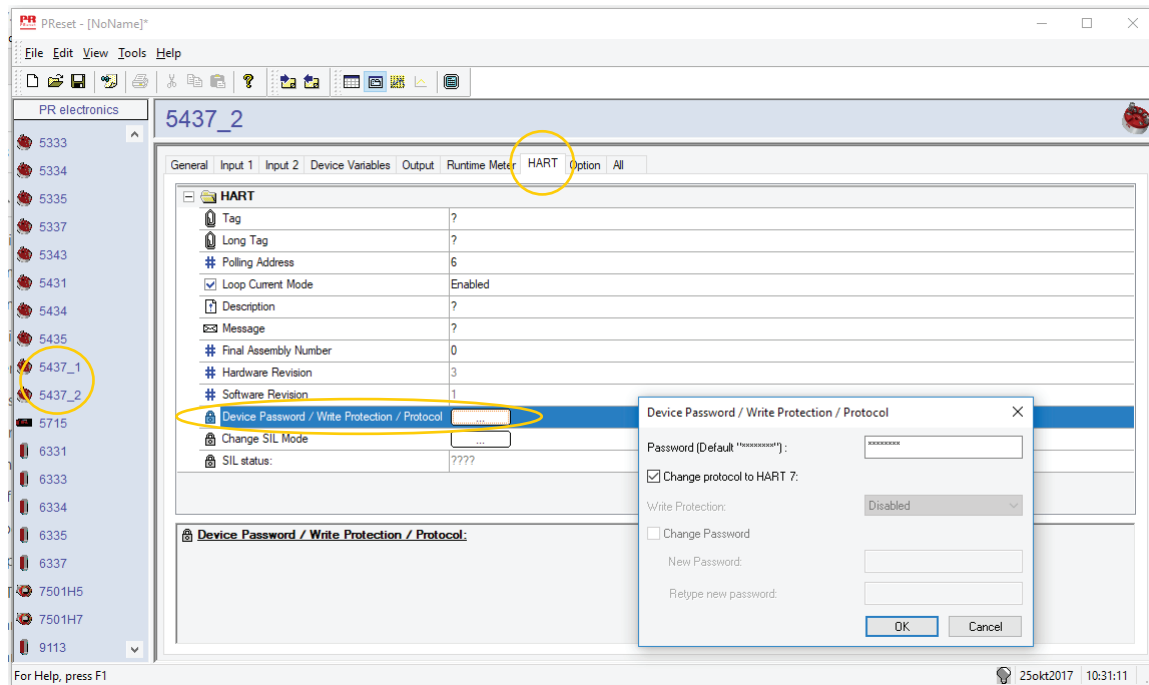 PR PReset - [NoName]*
File Edit View Tools Help
PR electronics
5333
5334
5335
5337
5343
5431
5434
5435
5437_1
5437_2
5715
6331
6333
6334
6335
6337
7501H5
7501H7
9113
5437_2
General Input 1 Input 2 Device Variables Output Runtime Meter HART Option All
HART
Tag ?
Long Tag ?
# Polling Address 6
Loop Current Mode Enabled
Description ?
Message ?
# Final Assembly Number 0
# Hardware Revision 3
# Software Revision 1
Device Password / Write Protection / Protocol ...
Change SIL Mode ...
SIL status: ????
Device Password / Write Protection / Protocol:
Device Password / Write Protection / Protocol
Password (Default "********") : ********
Change protocol to HART 7:
Write Protection: Disabled
Change Password
New Password:
Retype new password:
OK Cancel
For Help, press F1 25okt2017 10:31:11